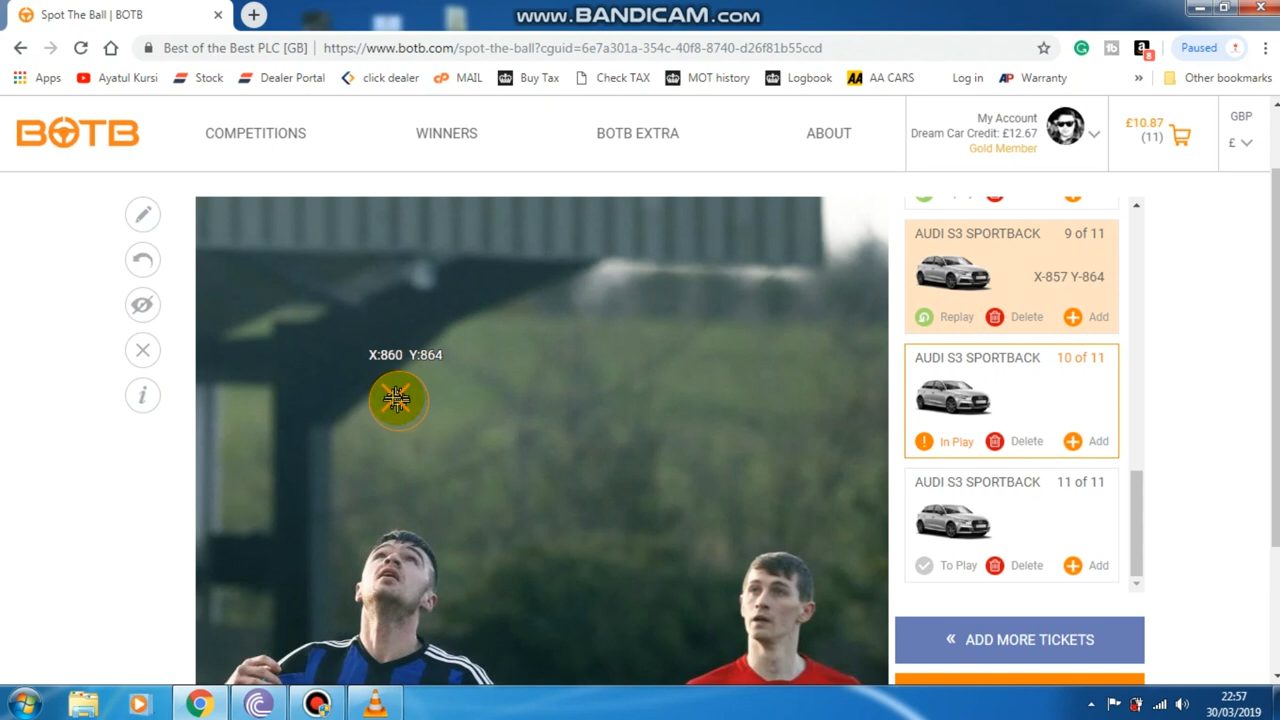 Spot The Ball | BOTB
www.BANDICAM.com
Best of the Best PLC [GB] | https://www.botb.com/spot-the-ball?cguid=6e7a301a-354c-40f8-8740-d26f81b55ccd
Paused
Apps Ayatul Kursi Stock Dealer Portal click dealer MAIL Buy Tax Check TAX MOT history Logbook AA CARS Log in AP Warranty » Other bookmarks
BOTB COMPETITIONS WINNERS BOTB EXTRA ABOUT
My Account
Dream Car Credit: £12.67
Gold Member
£10.87
(11)
GBP
£
X:860 Y:864
AUDI S3 SPORTBACK 9 of 11
X-857 Y-864
Replay Delete Add
AUDI S3 SPORTBACK 10 of 11
In Play Delete Add
AUDI S3 SPORTBACK 11 of 11
To Play Delete Add
« ADD MORE TICKETS
22:57
30/03/2019